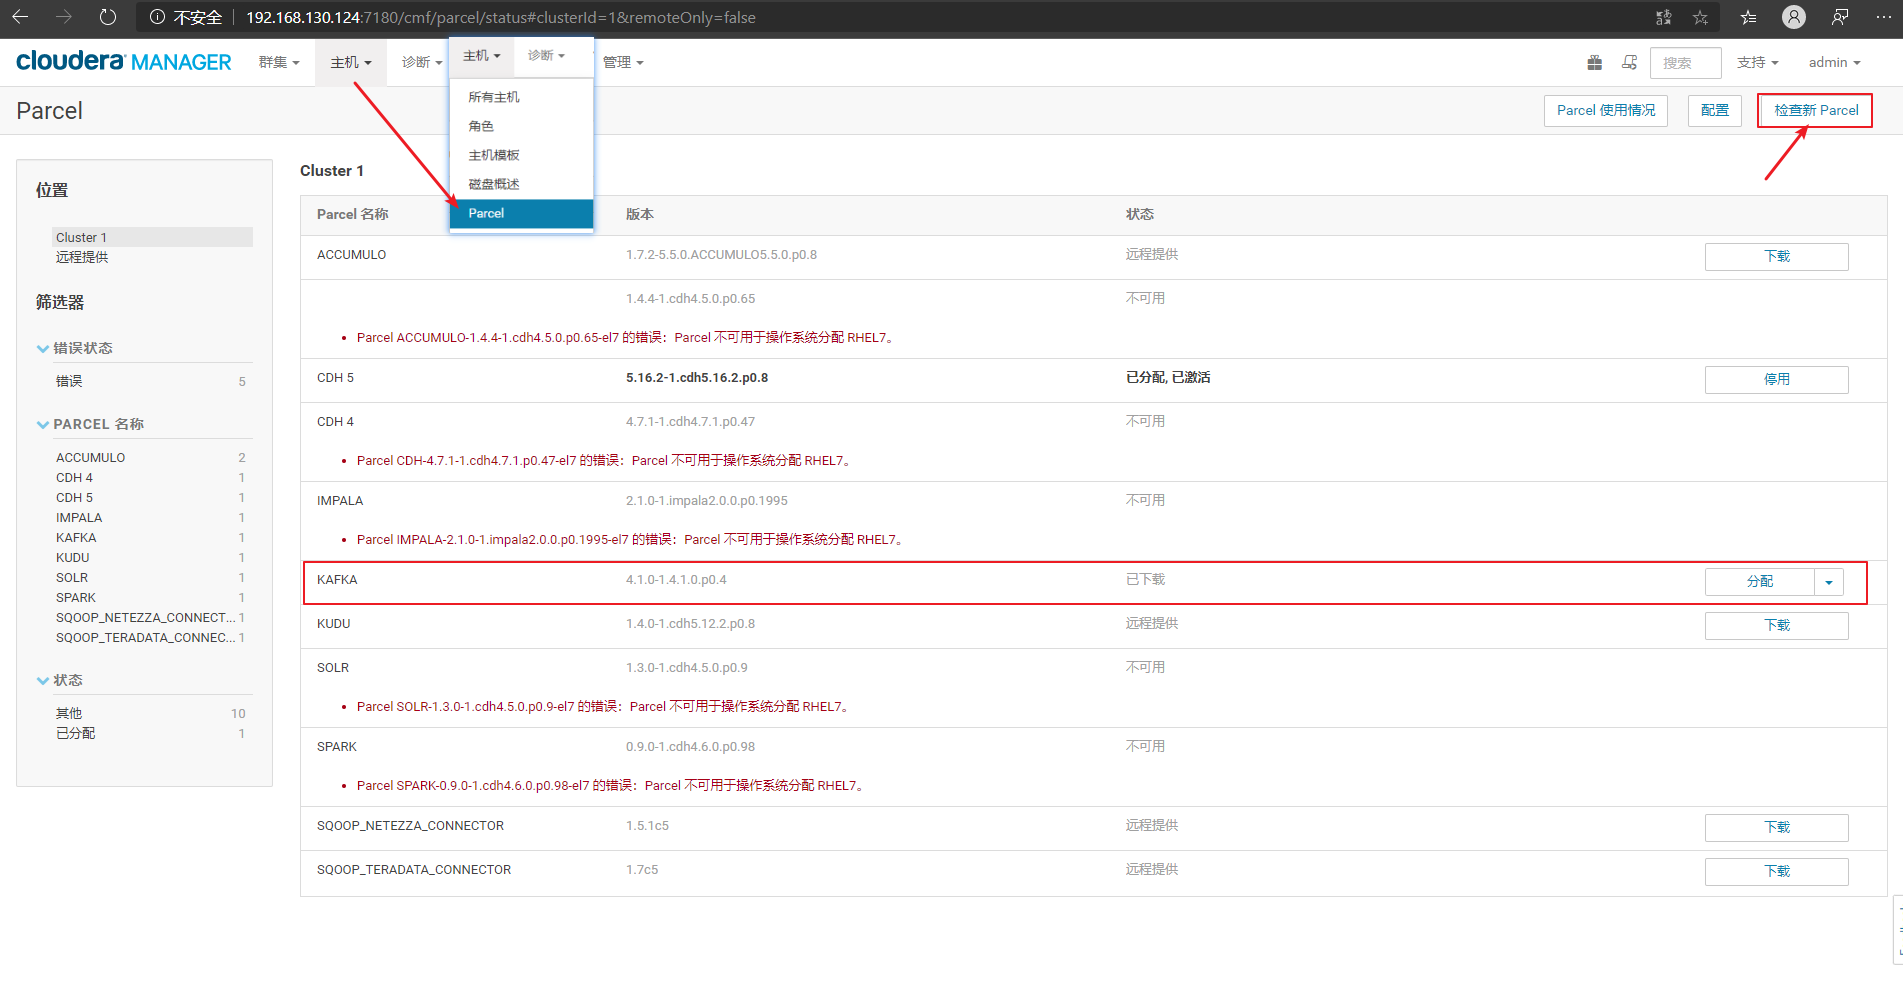 不安全 192.168.130.124:7180/cmf/parcel/status#clusterId=1&remoteOnly=false
cloudera MANAGER 群集 主机 诊断 主机 诊断 管理 搜索 支持 admin
所有主机
角色
主机模板
磁盘概述
Parcel
Parcel Parcel 使用情况 配置 检查新 Parcel
位置
Cluster 1
远程提供
筛选器
错误状态
错误 5
PARCEL 名称
ACCUMULO 2
CDH 4 1
CDH 5 1
IMPALA 1
KAFKA 1
KUDU 1
SOLR 1
SPARK 1
SQOOP_NETEZZA_CONNECT... 1
SQOOP_TERADATA_CONNEC... 1
状态
其他 10
已分配 1
Cluster 1
Parcel 名称 版本 状态
ACCUMULO 1.7.2-5.5.0.ACCUMULO5.5.0.p0.8 远程提供 下载
1.4.4-1.cdh4.5.0.p0.65 不可用
Parcel ACCUMULO-1.4.4-1.cdh4.5.0.p0.65-el7 的错误：Parcel 不可用于操作系统分配 RHEL7。
CDH 5 5.16.2-1.cdh5.16.2.p0.8 已分配, 已激活 停用
CDH 4 4.7.1-1.cdh4.7.1.p0.47 不可用
Parcel CDH-4.7.1-1.cdh4.7.1.p0.47-el7 的错误：Parcel 不可用于操作系统分配 RHEL7。
IMPALA 2.1.0-1.impala2.0.0.p0.1995 不可用
Parcel IMPALA-2.1.0-1.impala2.0.0.p0.1995-el7 的错误：Parcel 不可用于操作系统分配 RHEL7。
KAFKA 4.1.0-1.4.1.0.p0.4 已下载 分配
KUDU 1.4.0-1.cdh5.12.2.p0.8 远程提供 下载
SOLR 1.3.0-1.cdh4.5.0.p0.9 不可用
Parcel SOLR-1.3.0-1.cdh4.5.0.p0.9-el7 的错误：Parcel 不可用于操作系统分配 RHEL7。
SPARK 0.9.0-1.cdh4.6.0.p0.98 不可用
Parcel SPARK-0.9.0-1.cdh4.6.0.p0.98-el7 的错误：Parcel 不可用于操作系统分配 RHEL7。
SQOOP_NETEZZA_CONNECTOR 1.5.1c5 远程提供 下载
SQOOP_TERADATA_CONNECTOR 1.7c5 远程提供 下载